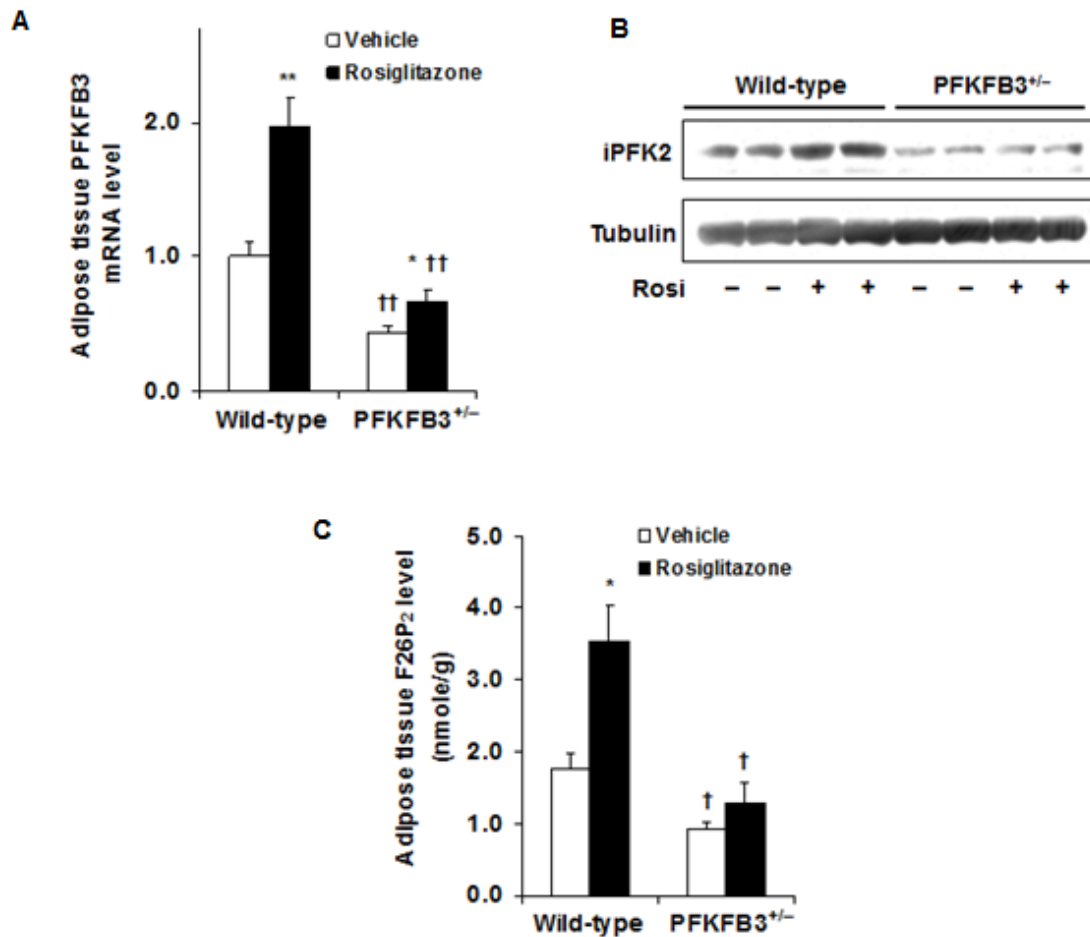 A
Vehicle
Rosiglitazone
Adipose tissue PFKFB3
mRNA level
2.0
1.0
0.0
**
††
* ††
Wild-type PFKFB3+/–
B
Wild-type PFKFB3+/–
iPFK2
Tubulin
Rosi – – + + – – + +
C
Vehicle
Rosiglitazone
Adipose tissue F26P2 level
(nmole/g)
5.0
4.0
3.0
2.0
1.0
0.0
*
†
†
Wild-type PFKFB3+/–